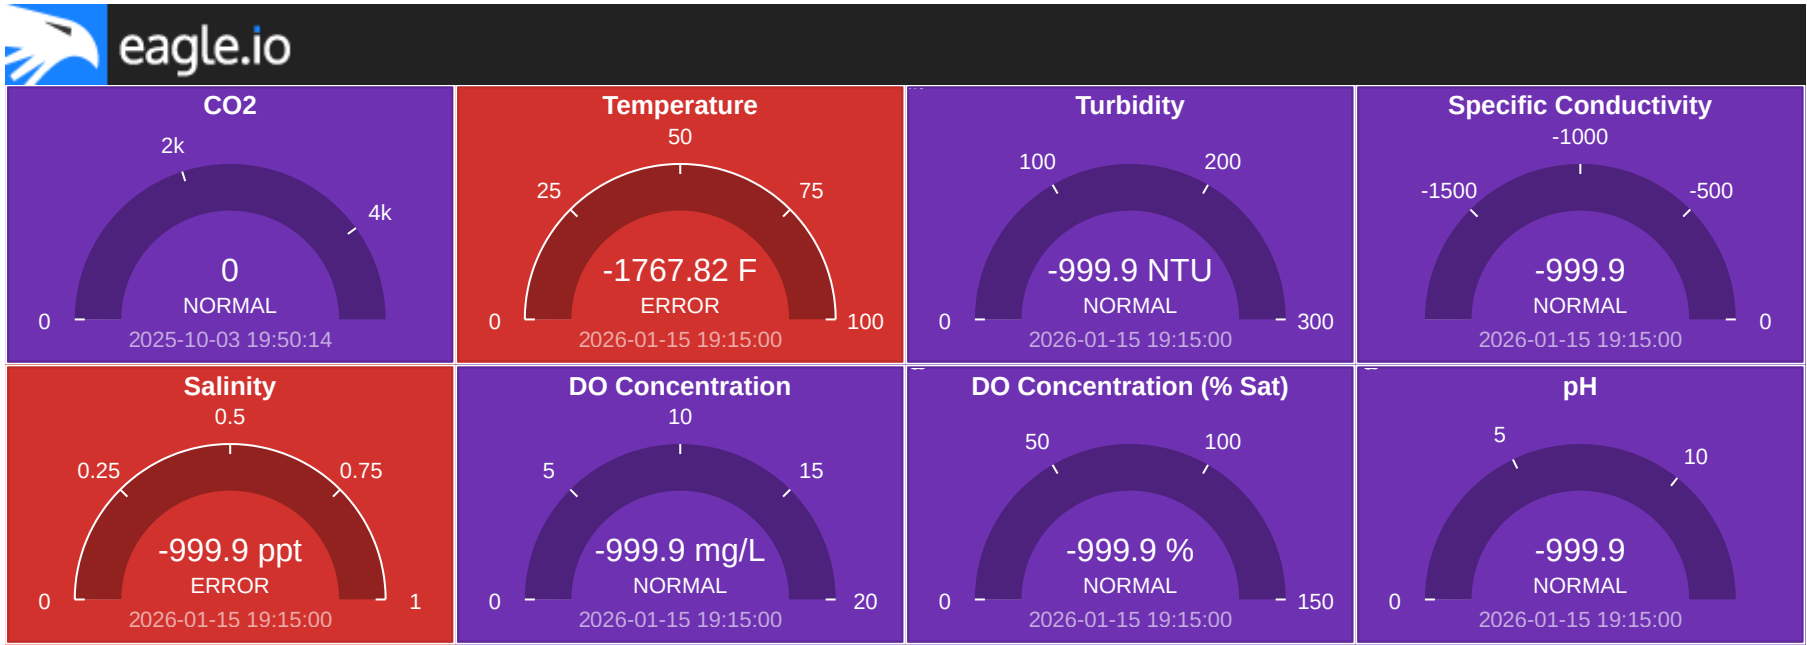 eagle.io
CO2
2k
4k
0
NORMAL
0
2025-10-03 19:50:14
Temperature
50
25
75
-1767.82 F
ERROR
0
100
2026-01-15 19:15:00
Turbidity
100
200
-999.9 NTU
NORMAL
0
300
2026-01-15 19:15:00
Specific Conductivity
-1000
-1500
-500
-999.9
NORMAL
0
2026-01-15 19:15:00
Salinity
0.5
0.25
0.75
-999.9 ppt
ERROR
0
1
2026-01-15 19:15:00
DO Concentration
10
5
15
-999.9 mg/L
NORMAL
0
20
2026-01-15 19:15:00
DO Concentration (% Sat)
50
100
-999.9 %
NORMAL
0
150
2026-01-15 19:15:00
pH
5
10
-999.9
NORMAL
0
2026-01-15 19:15:00